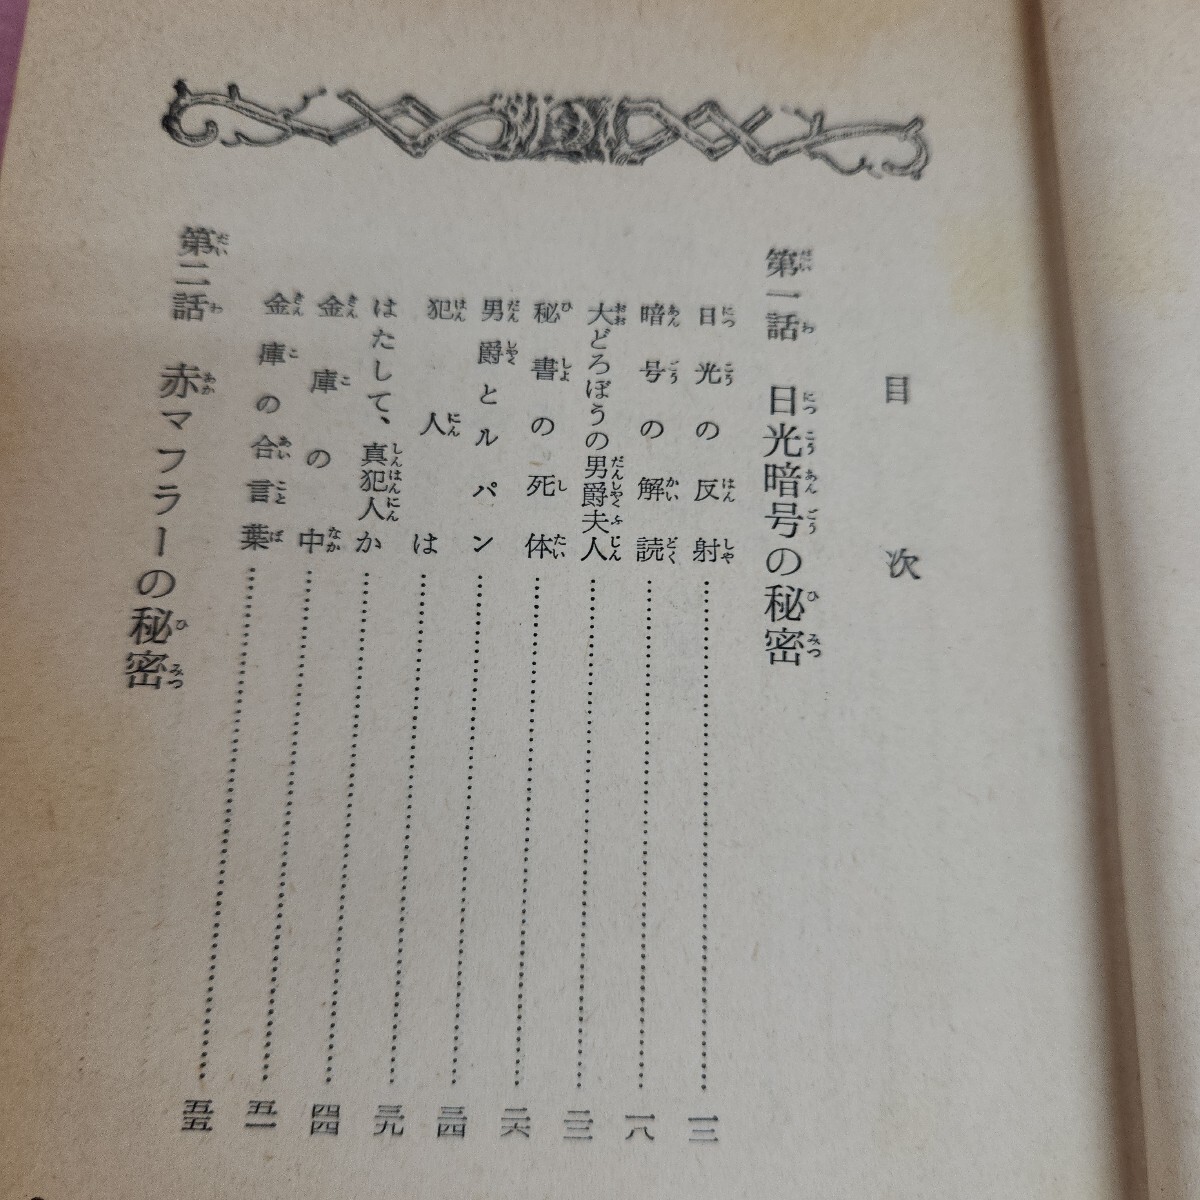 目次
第一話 日光暗号の秘密
日光の反射……一三
暗号の解読……一八
大どろぼうの男爵夫人……二三
秘書の死体……二六
男爵とルパン……三四
犯人は……三九
はたして、真犯人か……四四
金庫の中……五一
金庫の合言葉……五五
第二話 赤マフラーの秘密